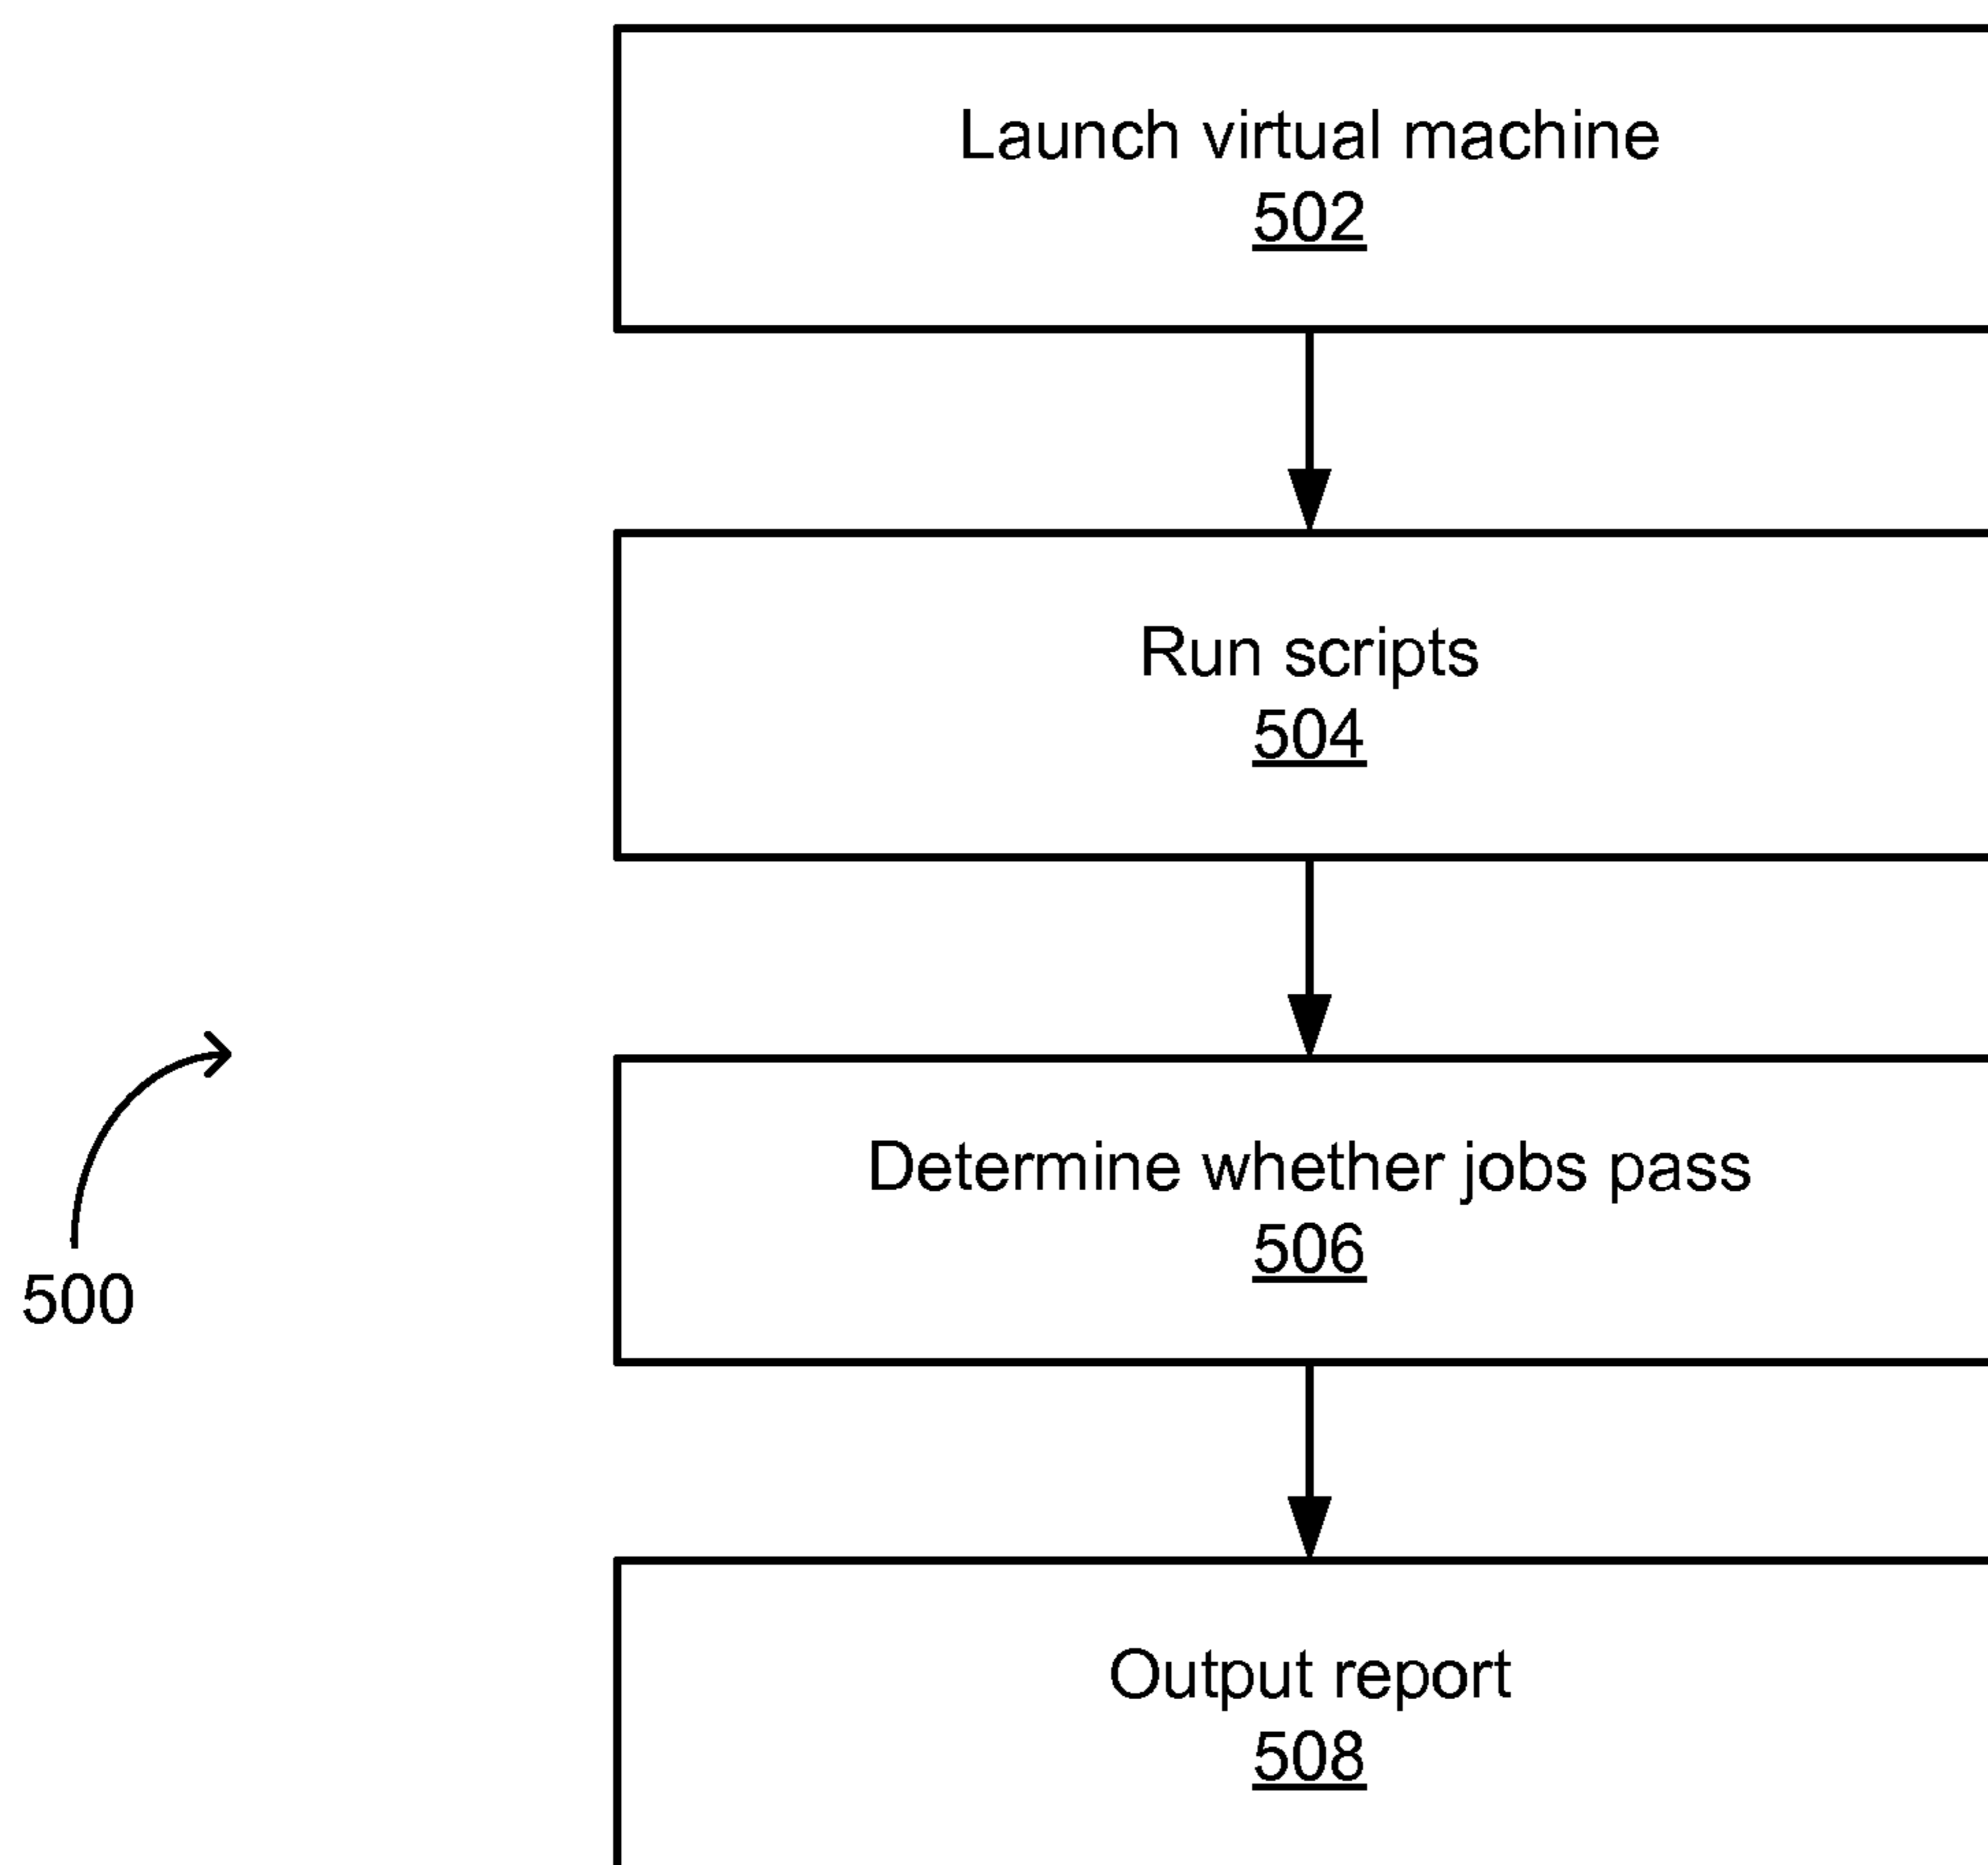 Launch virtual machine
502
Run scripts
504
Determine whether jobs pass
506
500
Output report
508